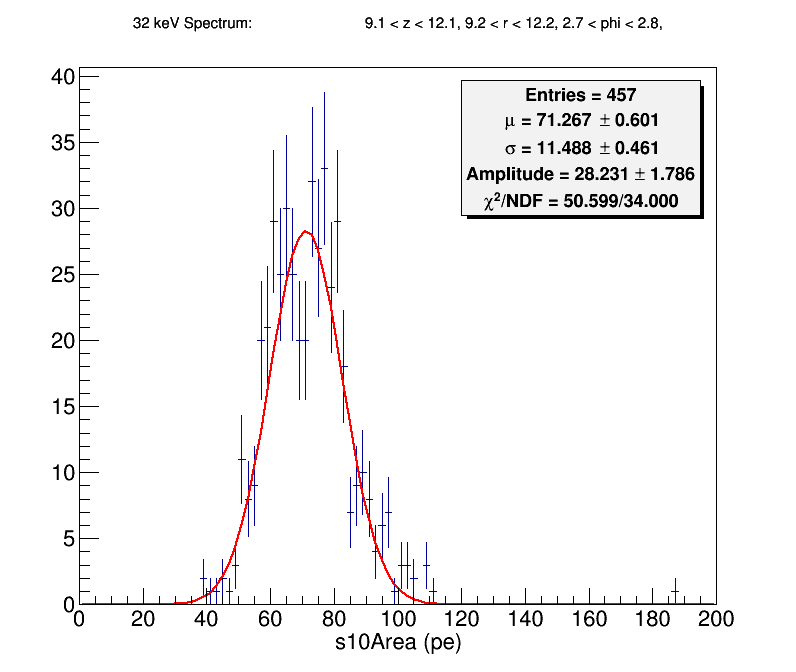 32 keV Spectrum: 9.1 < z < 12.1, 9.2 < r < 12.2, 2.7 < phi < 2.8,
Entries = 457
μ = 71.267 ± 0.601
σ = 11.488 ± 0.461
Amplitude = 28.231 ± 1.786
χ²/NDF = 50.599/34.000
40
35
30
25
20
15
10
5
0
0 20 40 60 80 100 120 140 160 180 200
s10Area (pe)